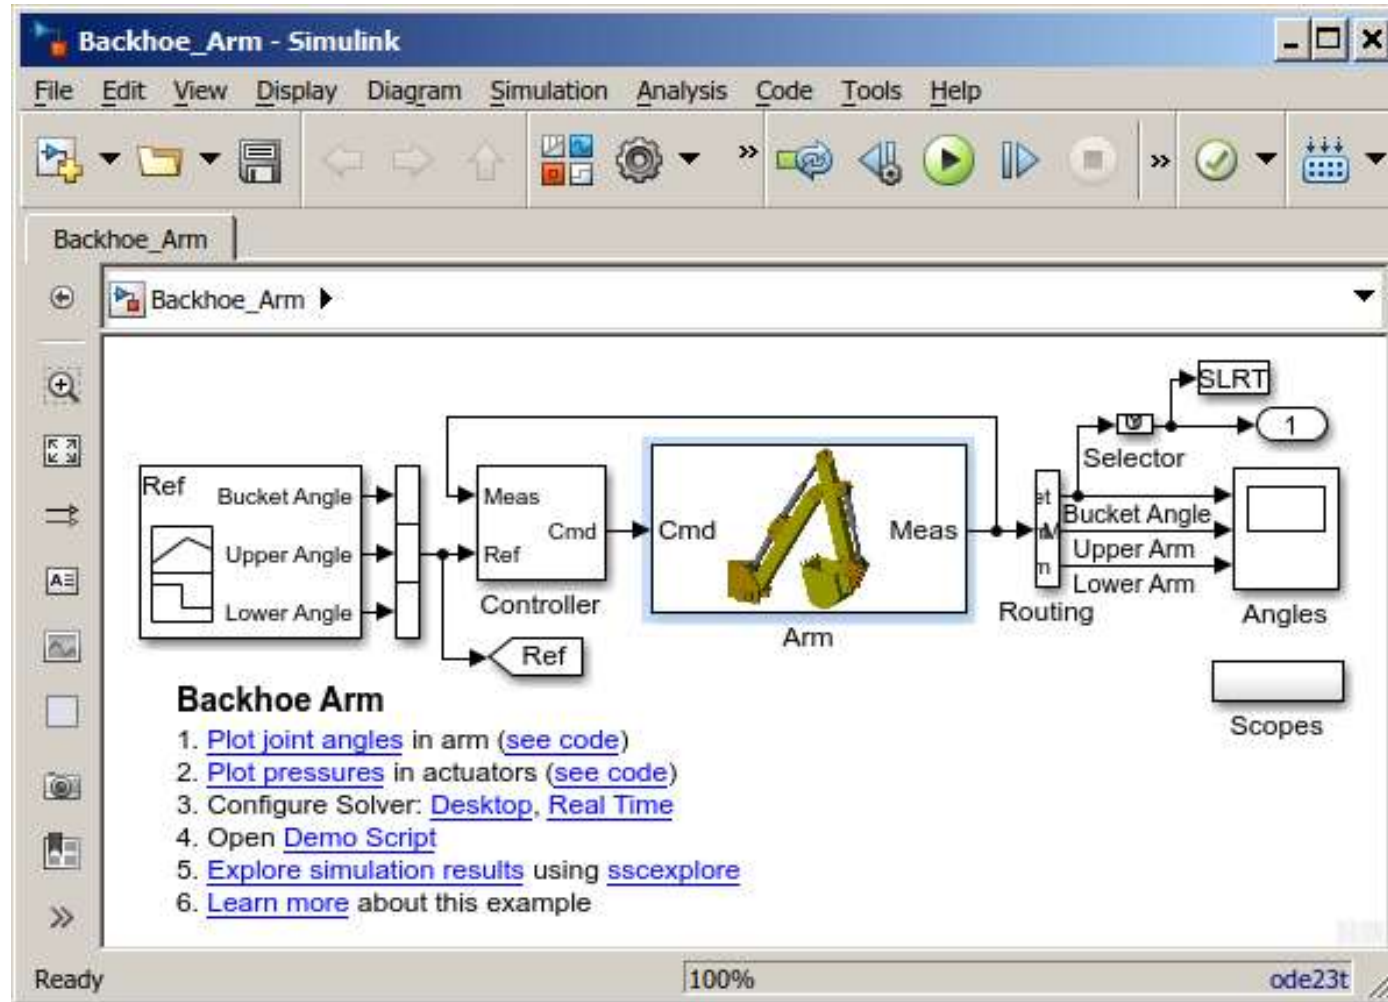 Backhoe_Arm - Simulink
File Edit View Display Diagram Simulation Analysis Code Tools Help
Backhoe_Arm
Backhoe_Arm
SLRT
1
Selector
Ref
Bucket Angle
Upper Angle
Lower Angle
Meas
Ref
Cmd
Controller
Ref
Cmd
Meas
Arm
Routing
Bucket Angle
Upper Arm
Lower Arm
Angles
Scopes
Backhoe Arm
1. Plot joint angles in arm (see code)
2. Plot pressures in actuators (see code)
3. Configure Solver: Desktop, Real Time
4. Open Demo Script
5. Explore simulation results using sscexplore
6. Learn more about this example
Ready 100% ode23t